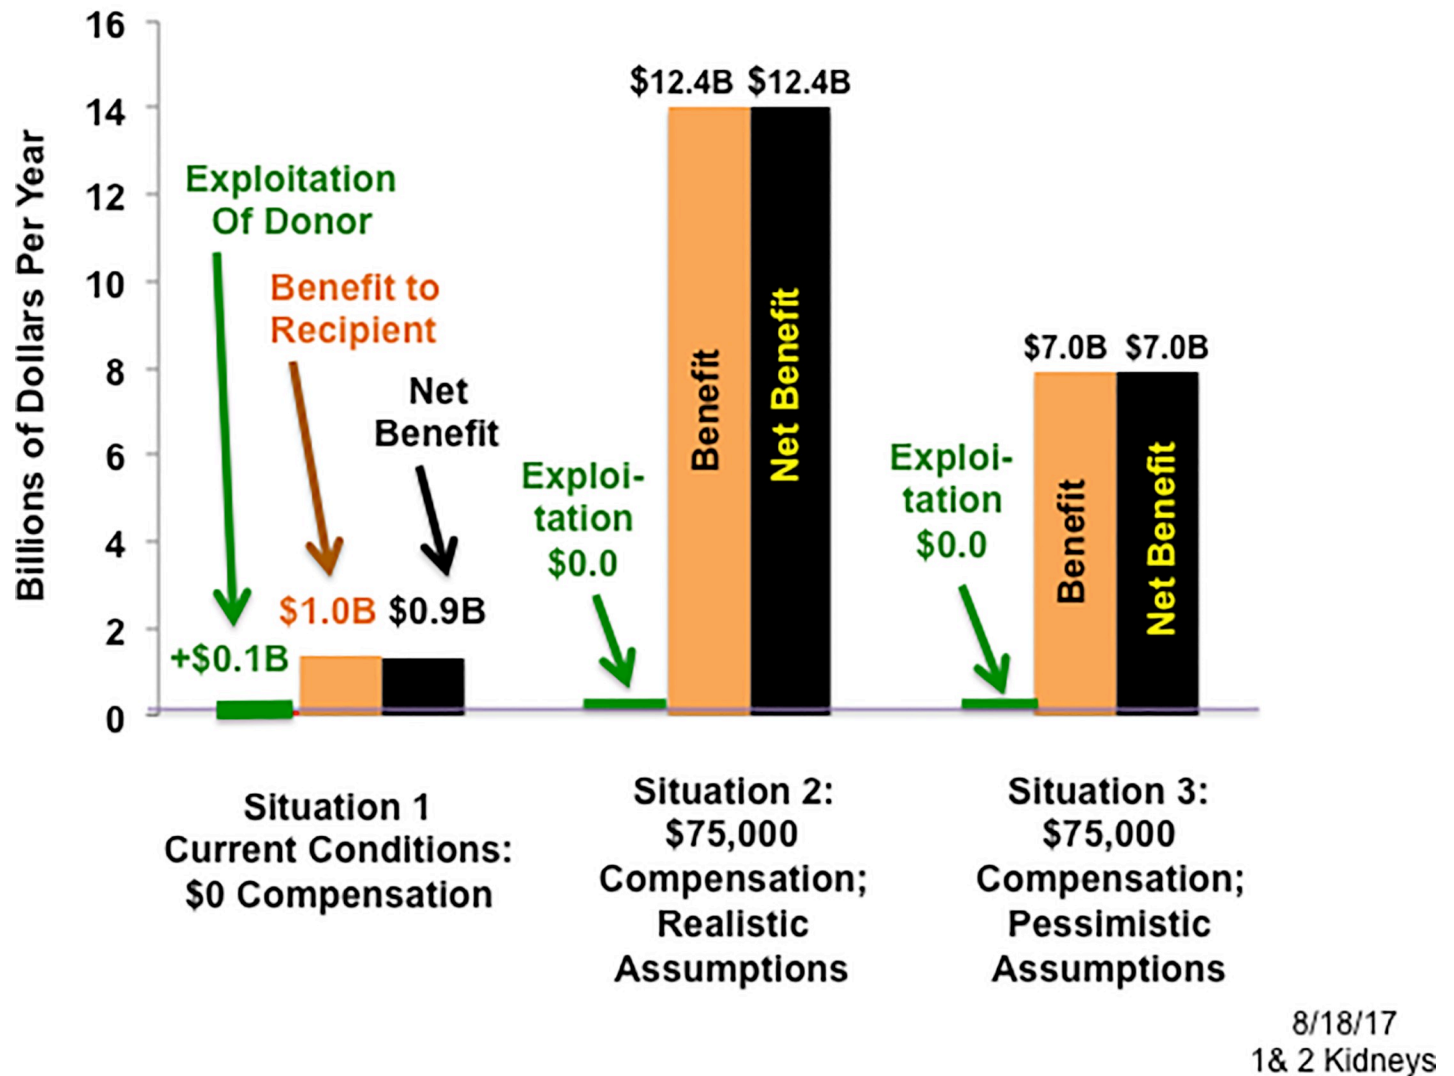 Billions of Dollars Per Year
16
14
12
10
8
6
4
2
0
Exploitation
Of Donor
Benefit to
Recipient
Net
Benefit
+$0.1B
$1.0B
$0.9B
Exploi-
tation
$0.0
$12.4B
$12.4B
Benefit
Net Benefit
Exploi-
tation
$0.0
$7.0B
$7.0B
Benefit
Net Benefit
Situation 1
Current Conditions:
$0 Compensation
Situation 2:
$75,000
Compensation;
Realistic
Assumptions
Situation 3:
$75,000
Compensation;
Pessimistic
Assumptions
8/18/17
1& 2 Kidneys